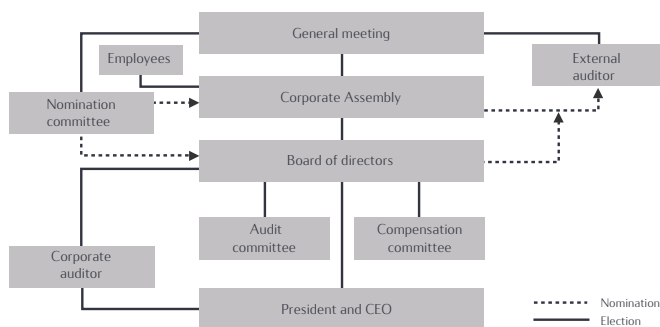 General meeting
Employees
External
auditor
Corporate Assembly
Nomination
committee
Board of directors
Audit
committee
Compensation
committee
Corporate
auditor
President and CEO
Nomination
Election